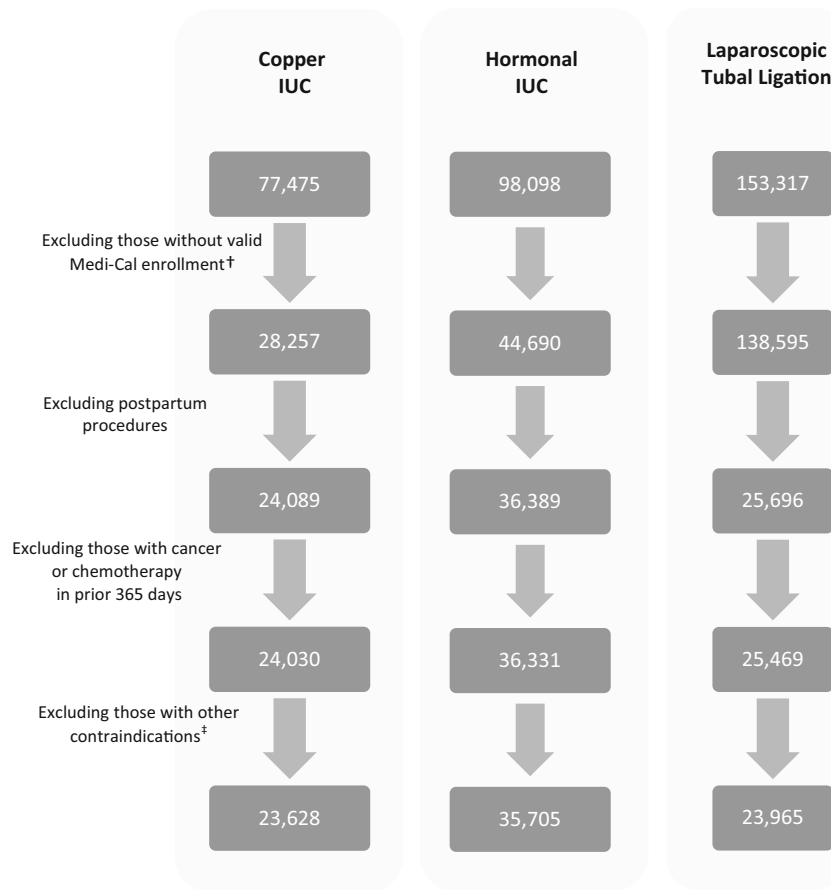 Copper
IUC
Hormonal
IUC
Laparoscopic
Tubal Ligation
77,475
98,098
153,317
Excluding those without valid
Medi-Cal enrollment†
28,257
44,690
138,595
Excluding postpartum
procedures
24,089
36,389
25,696
Excluding those with cancer
or chemotherapy
in prior 365 days
24,030
36,331
25,469
Excluding those with other
contraindications‡
23,628
35,705
23,965